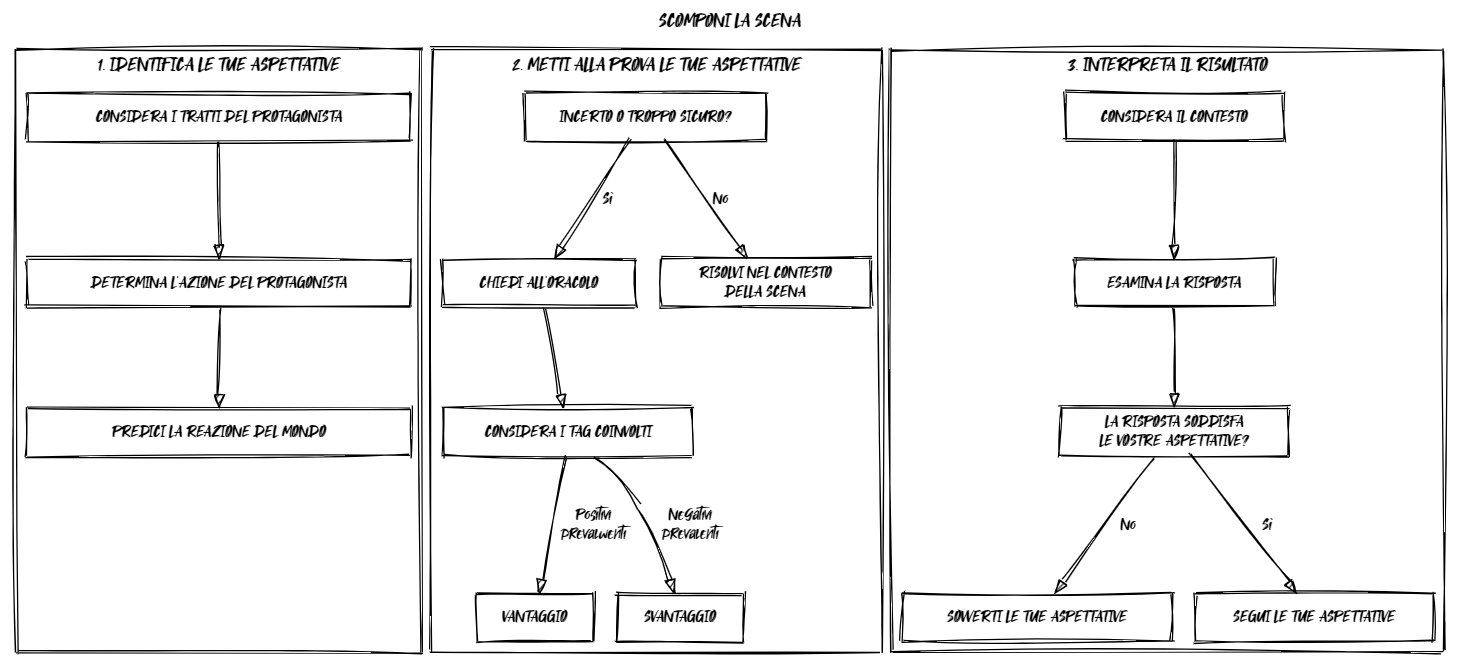 SCOMPONI LA SCENA
1. IDENTIFICA LE TUE ASPETTATIVE
CONSIDERA I TRATTI DEL PROTAGONISTA
DETERMINA L'AZIONE DEL PROTAGONISTA
PREDICI LA REAZIONE DEL MONDO
2. METTI ALLA PROVA LE TUE ASPETTATIVE
INCERTO O TROPPO SICURO?
Sì
No
CHIEDI ALL'ORACOLO
RISOLVI NEL CONTESTO
DELLA SCENA
CONSIDERA I TAG COINVOLTI
Positivi
prevalwenti
Negativi
prevalenti
VANTAGGIO
SVANTAGGIO
3. INTERPRETA IL RISULTATO
CONSIDERA IL CONTESTO
ESAMINA LA RISPOSTA
LA RISPOSTA SODDISFA
LE VOSTRE ASPETTATIVE?
No
Sì
SOVVERTI LE TUE ASPETTATIVE
SEGUI LE TUE ASPETTATIVE